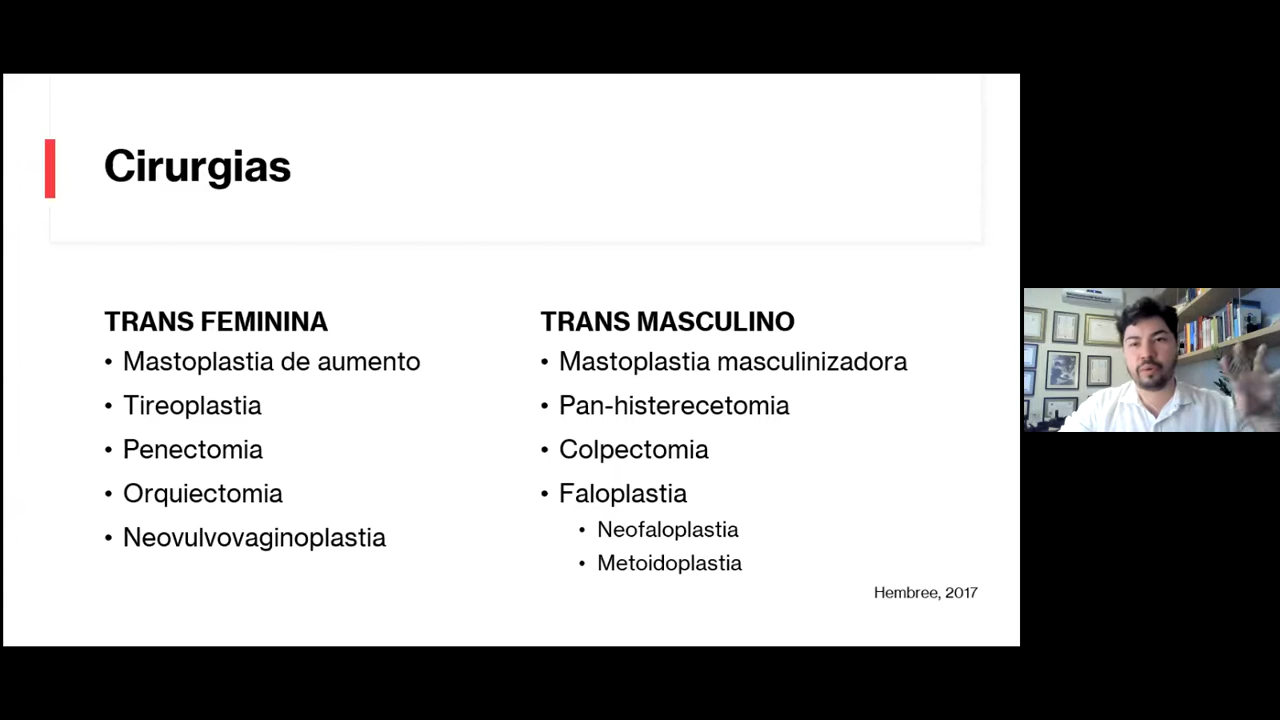 Cirurgias
TRANS FEMININA
• Mastoplastia de aumento
• Tireoplastia
• Penectomia
• Orquiectomia
• Neovulvovaginoplastia
TRANS MASCULINO
• Mastoplastia masculinizadora
• Pan-histerecetomia
• Colpectomia
• Faloplastia
• Neofaloplastia
• Metoidoplastia
Hembree, 2017